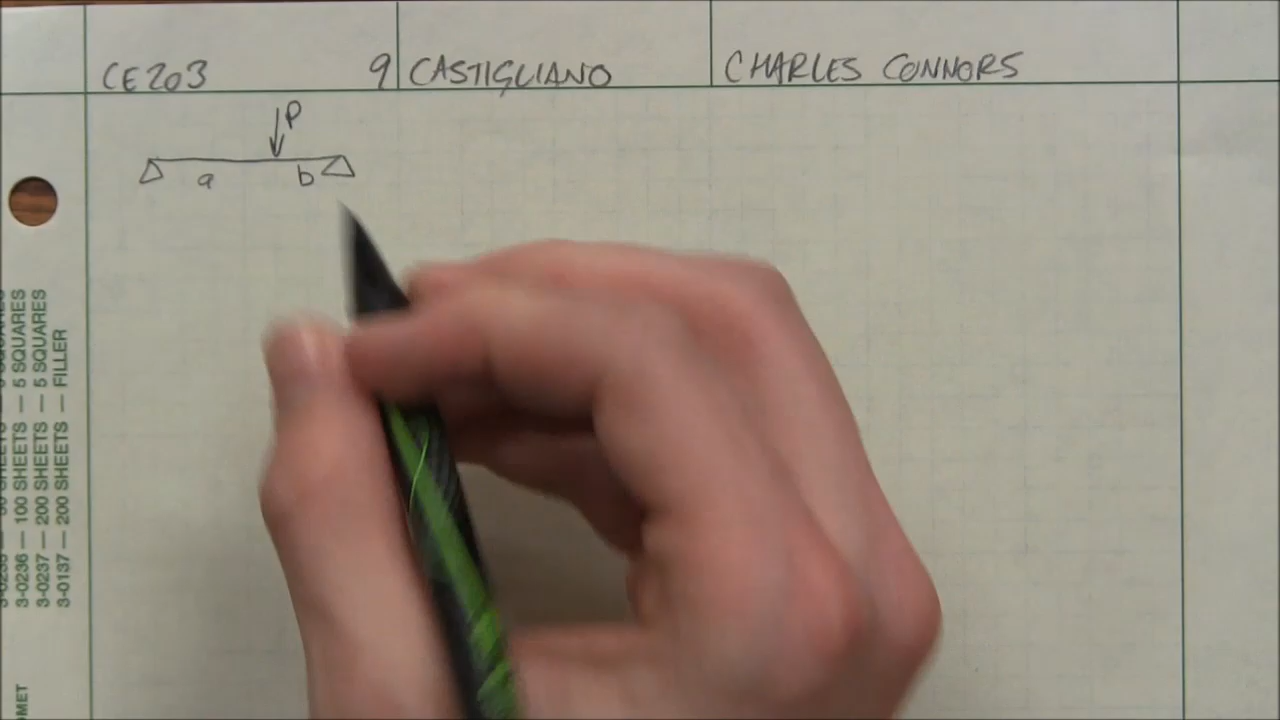 CE203 9 CASTIGLIANO CHARLES CONNORS
P
a b
3-0236 — 100 SHEETS — 5 SQUARES
3-0237 — 200 SHEETS — 5 SQUARES
3-0137 — 200 SHEETS — FILLER